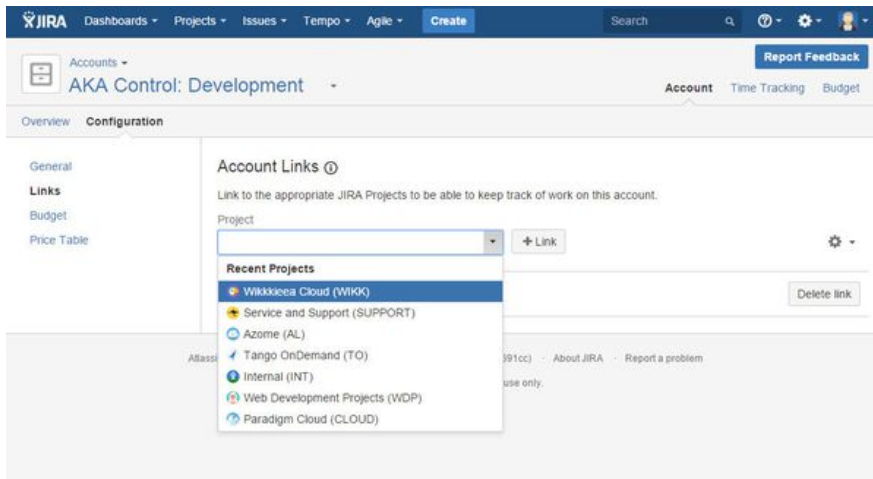 JIRA Dashboards Projects Issues Tempo Agile Create Search
Accounts
Report Feedback
AKA Control: Development
Account Time Tracking Budget
Overview Configuration
General
Account Links
Links
Link to the appropriate JIRA Projects to be able to keep track of work on this account.
Budget
Project
Price Table
+ Link
Recent Projects
Wikkkieea Cloud (WIKK)
Delete link
Service and Support (SUPPORT)
Azome (AL)
Tango OnDemand (TO)
Atlassi 591cc) · About JIRA · Report a problem
Internal (INT)
use only.
Web Development Projects (WDP)
Paradigm Cloud (CLOUD)